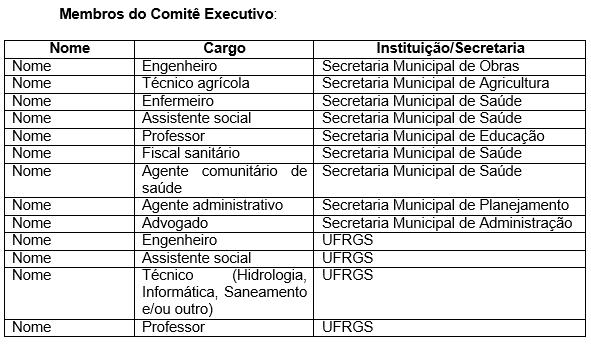 Membros do Comitê Executivo:
Nome Cargo Instituição/Secretaria
Nome Engenheiro Secretaria Municipal de Obras
Nome Técnico agrícola Secretaria Municipal de Agricultura
Nome Enfermeiro Secretaria Municipal de Saúde
Nome Assistente social Secretaria Municipal de Saúde
Nome Professor Secretaria Municipal de Educação
Nome Fiscal sanitário Secretaria Municipal de Saúde
Nome Agente comunitário de Secretaria Municipal de Saúde
saúde
Nome Agente administrativo Secretaria Municipal de Planejamento
Nome Advogado Secretaria Municipal de Administração
Nome Engenheiro UFRGS
Nome Assistente social UFRGS
Nome Técnico (Hidrologia, UFRGS
Informática, Saneamento
e/ou outro)
Nome Professor UFRGS